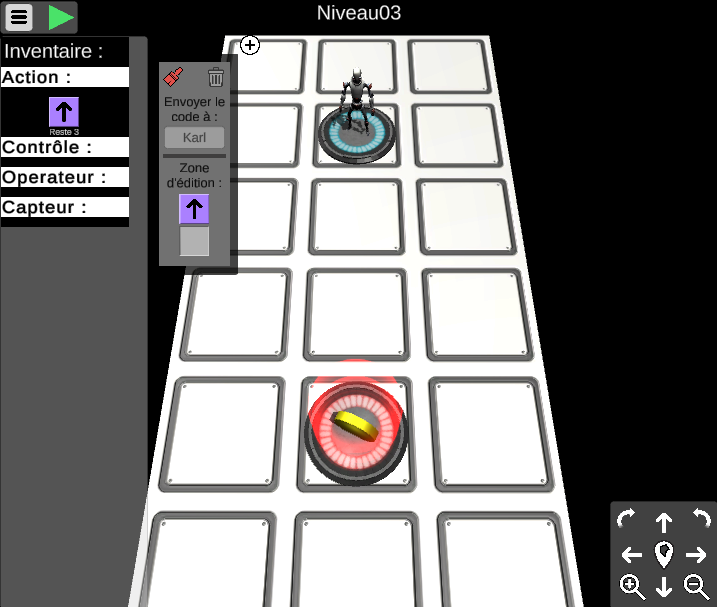 Niveau03
Inventaire :
Action :
Reste 3
Contrôle :
Operateur :
Capteur :
Envoyer le
code à :
Karl
Zone
d'édition :